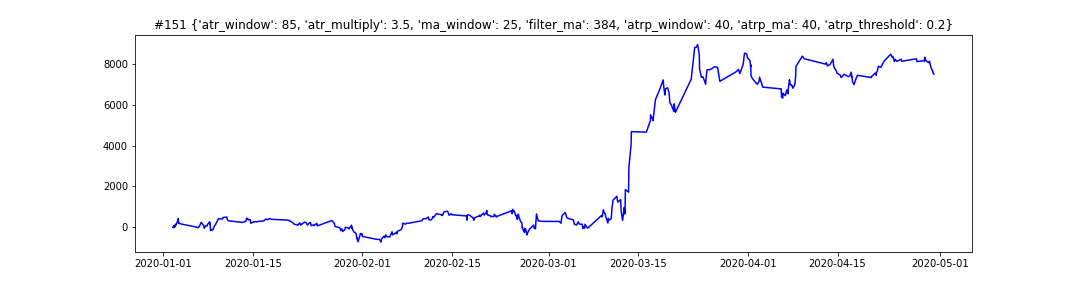 #151 {'atr_window': 85, 'atr_multiply': 3.5, 'ma_window': 25, 'filter_ma': 384, 'atrp_window': 40, 'atrp_ma': 40, 'atrp_threshold': 0.2}
8000
6000
4000
2000
0
2020-01-01 2020-01-15 2020-02-01 2020-02-15 2020-03-01 2020-03-15 2020-04-01 2020-04-15 2020-05-01